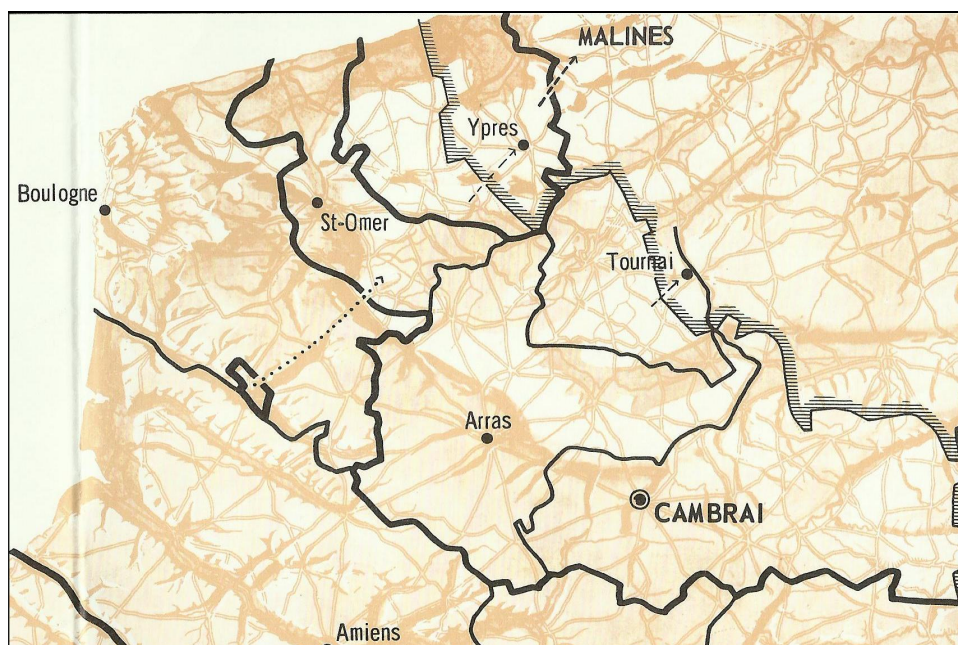 MALINES
Ypres
Boulogne
St-Omer
Tournai
Arras
CAMBRAI
Amiens